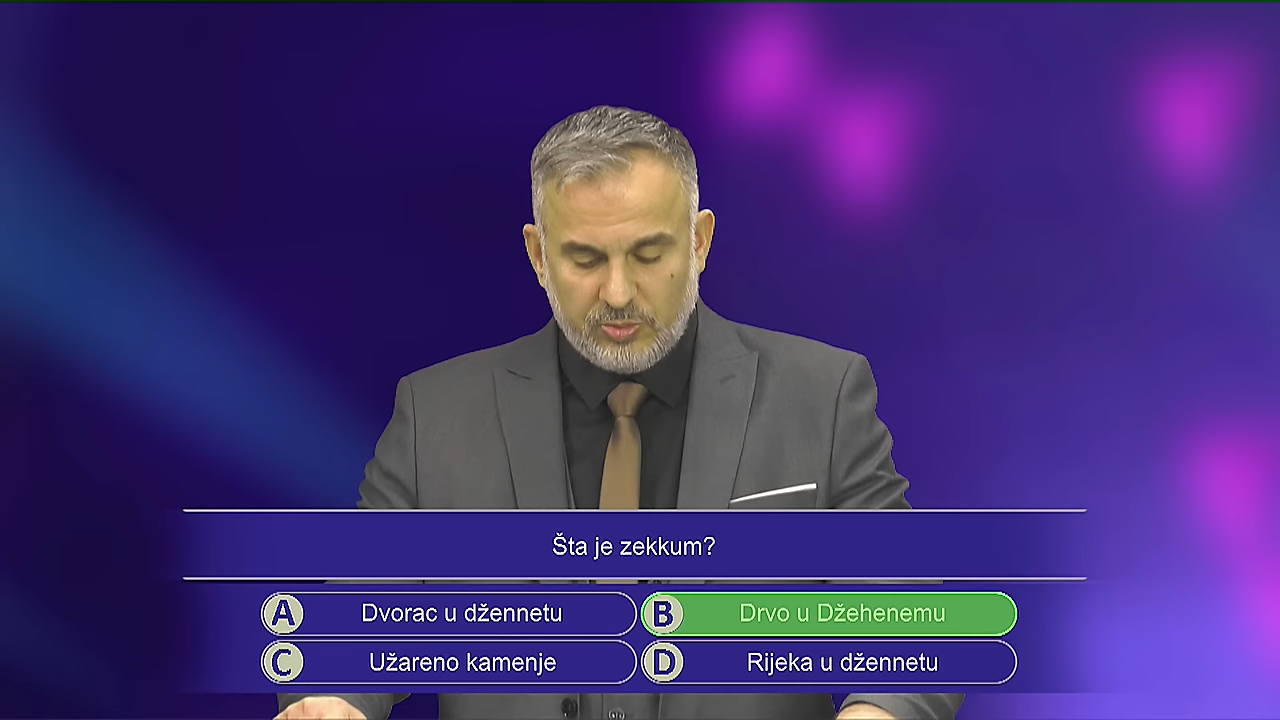 Šta je zekkum?
A Dvorac u džennetu
B Drvo u Džehenemu
C Užareno kamenje
D Rijeka u džennetu